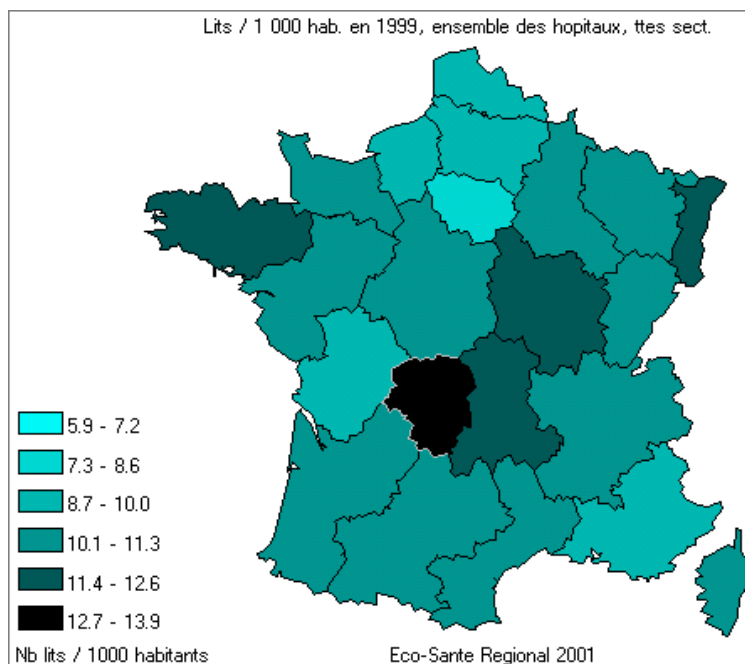 Lits / 1 000 hab. en 1999, ensemble des hopitaux, ttes sect.
5.9 - 7.2
7.3 - 8.6
8.7 - 10.0
10.1 - 11.3
11.4 - 12.6
12.7 - 13.9
Nb lits / 1000 habitants
Eco-Sante Regional 2001